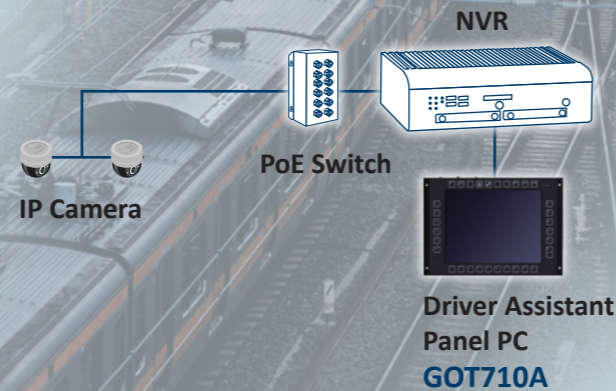 NVR
PoE Switch
IP Camera
Driver Assistant
Panel PC
GOT710A